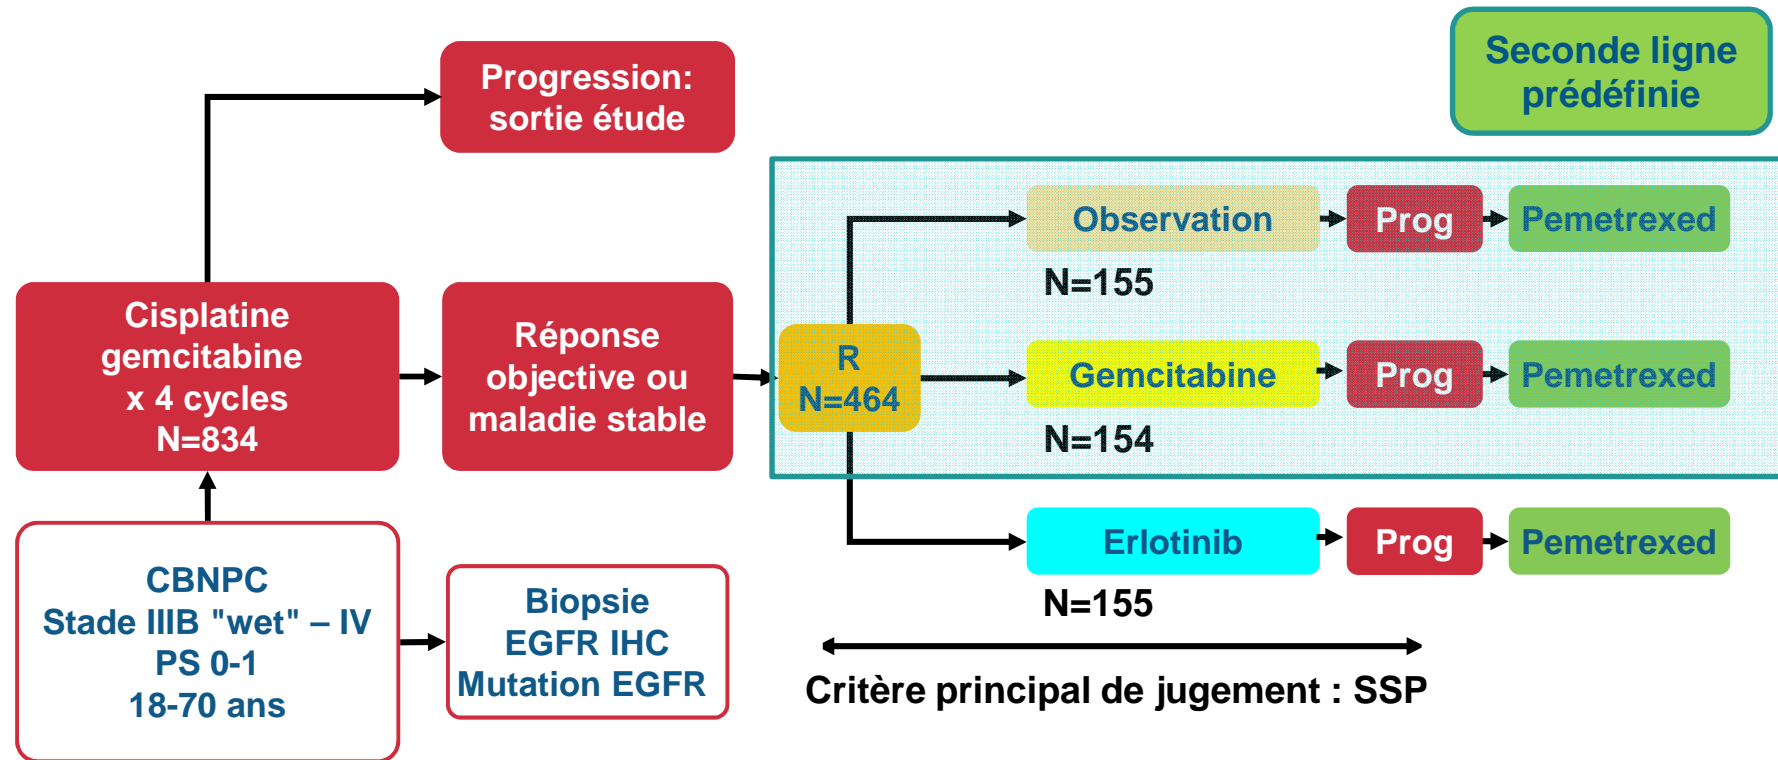 Seconde ligne
prédéfinie
Progression:
sortie étude
Observation
Prog
Pemetrexed
N=155
Cisplatine
gemcitabine
x 4 cycles
N=834
Réponse
objective ou
maladie stable
R
N=464
Gemcitabine
Prog
Pemetrexed
N=154
Erlotinib
Prog
Pemetrexed
N=155
CBNPC
Stade IIIB "wet" – IV
PS 0-1
18-70 ans
Biopsie
EGFR IHC
Mutation EGFR
Critère principal de jugement : SSP